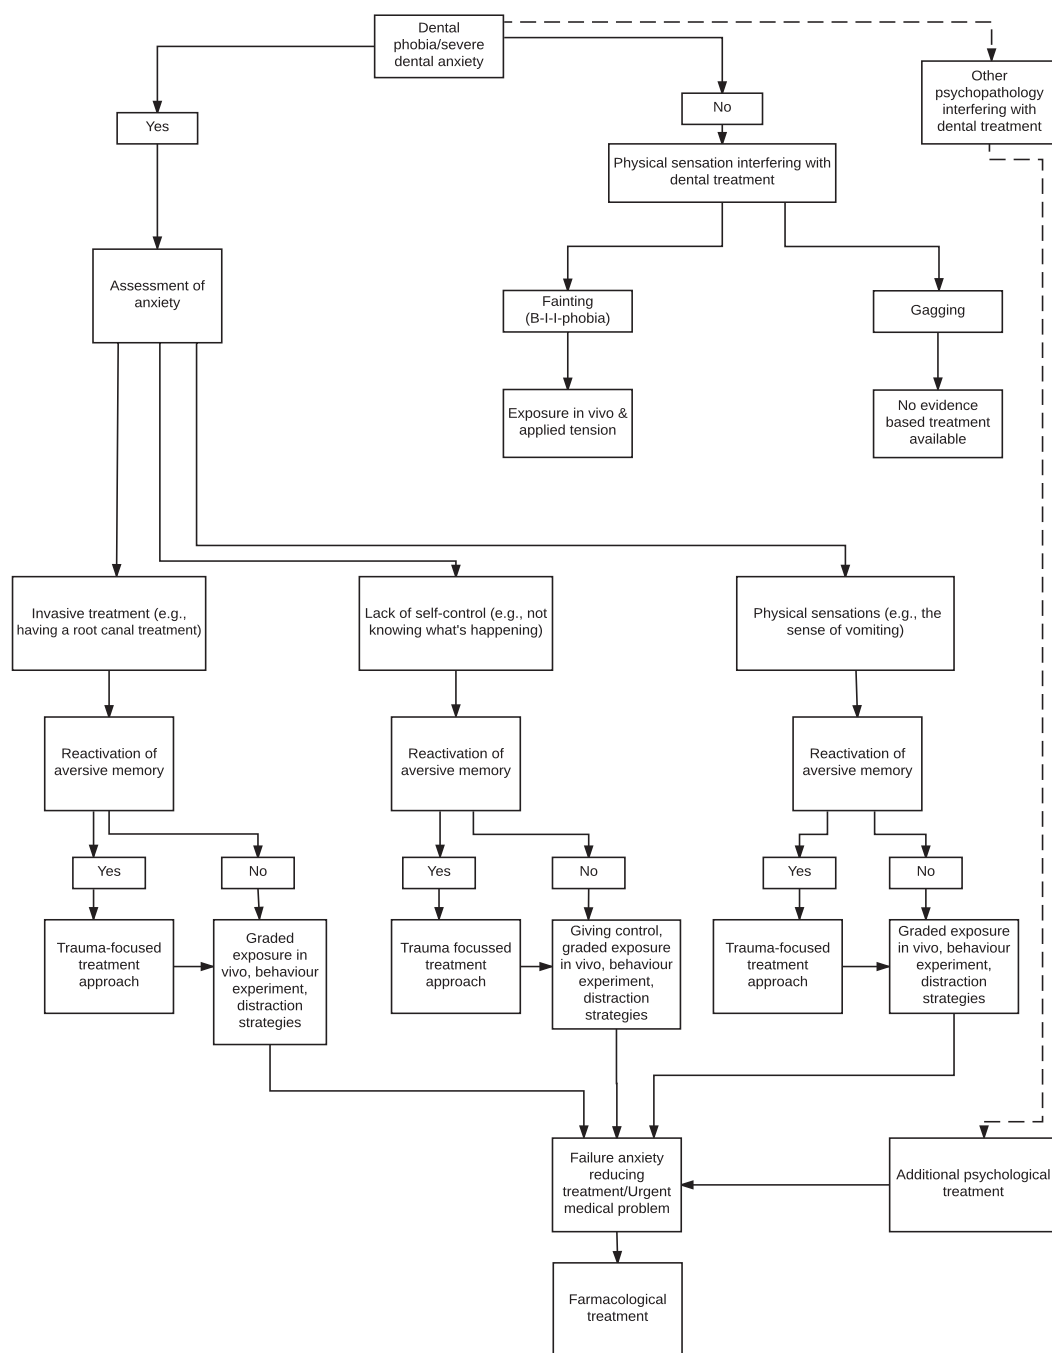 Dental
phobia/severe
dental anxiety
Other
psychopathology
interfering with
dental treatment
Yes
No
Physical sensation interfering with
dental treatment
Assessment of
anxiety
Fainting
(B-I-I-phobia)
Gagging
Exposure in vivo &
applied tension
No evidence
based treatment
available
Invasive treatment (e.g.,
having a root canal treatment)
Lack of self-control (e.g., not
knowing what's happening)
Physical sensations (e.g., the
sense of vomiting)
Reactivation of
aversive memory
Reactivation of
aversive memory
Reactivation of
aversive memory
Yes
No
Yes
No
Yes
No
Trauma-focused
treatment
approach
Graded
exposure in
vivo, behaviour
experiment,
distraction
strategies
Trauma focussed
treatment
approach
Giving control,
graded exposure
in vivo, behaviour
experiment,
distraction
strategies
Trauma-focused
treatment
approach
Graded exposure
in vivo, behaviour
experiment,
distraction
strategies
Failure anxiety
reducing
treatment/Urgent
medical problem
Additional psychological
treatment
Farmacological
treatment